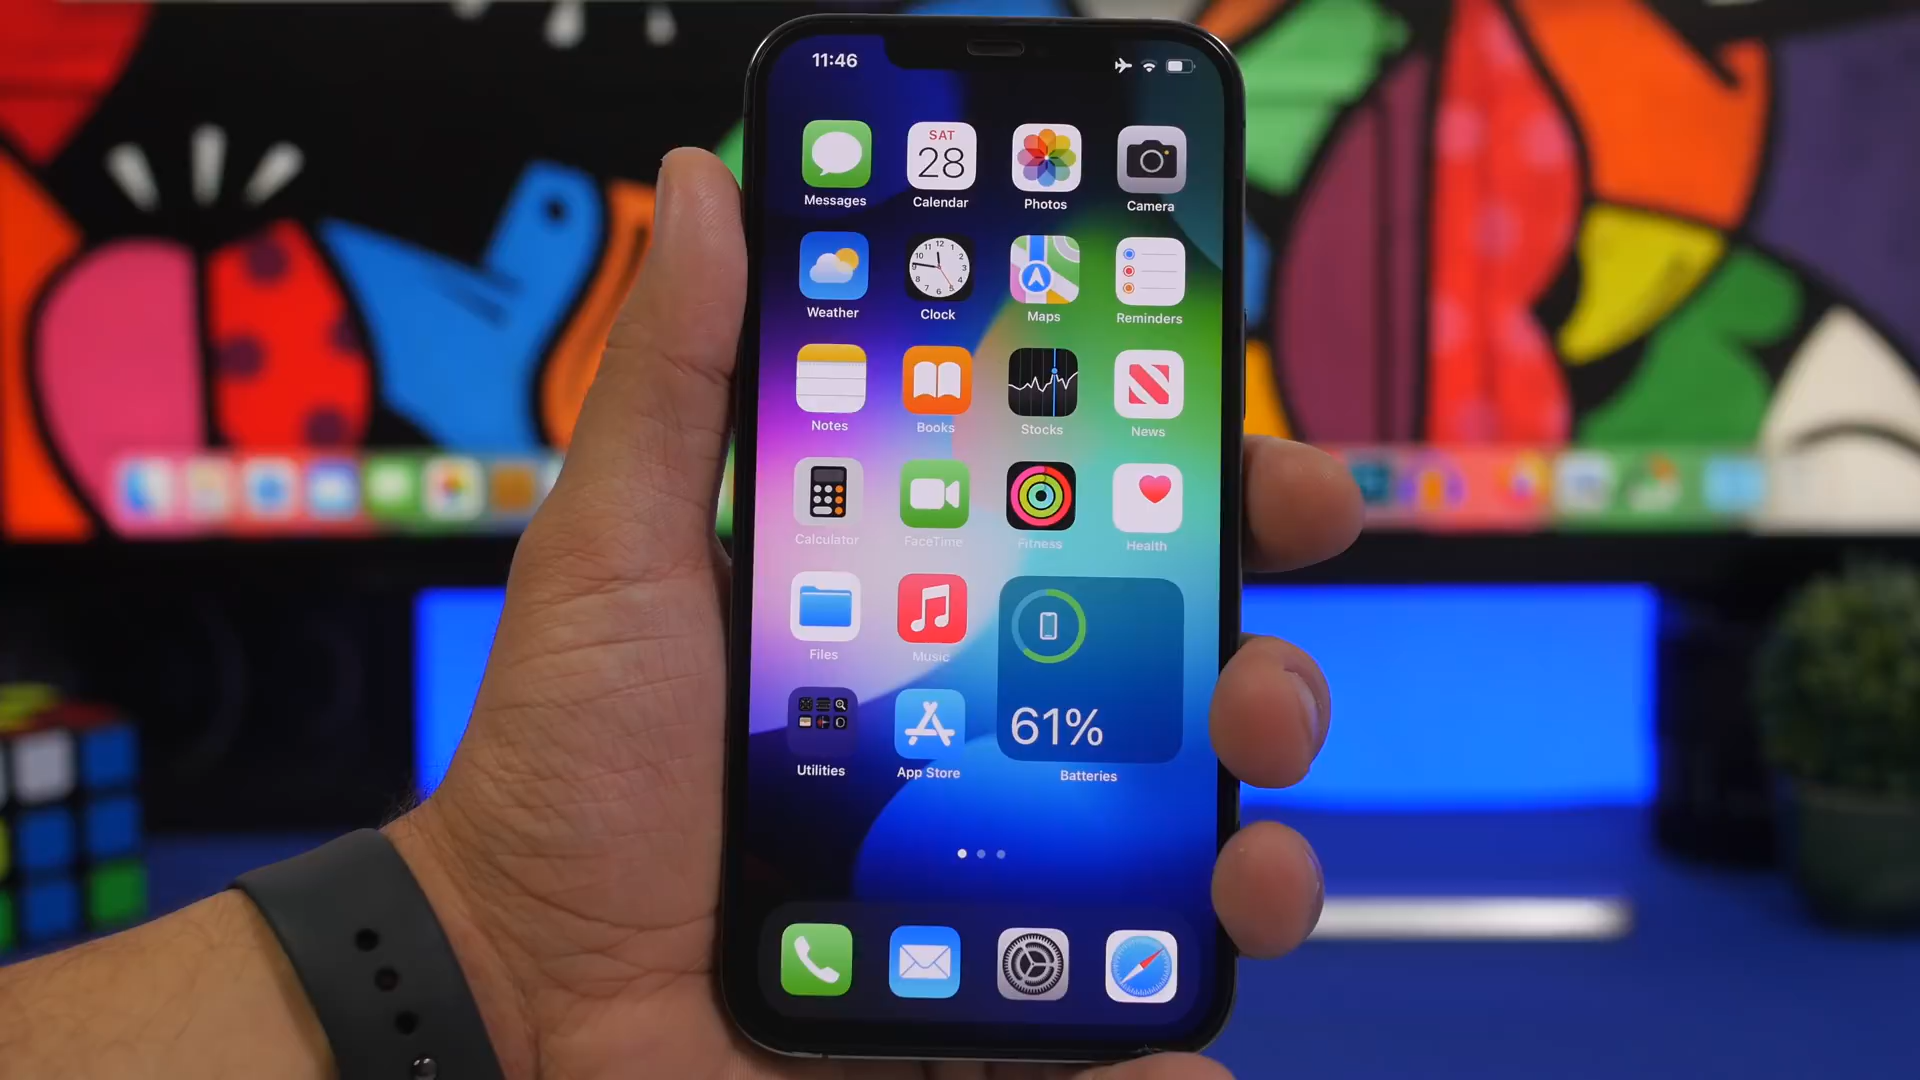 11:46
SAT
28
Messages
Calendar
Photos
Camera
Weather
Clock
Maps
Reminders
Notes
Books
Stocks
News
Calculator
FaceTime
Fitness
Health
Files
Music
61%
Utilities
App Store
Batteries